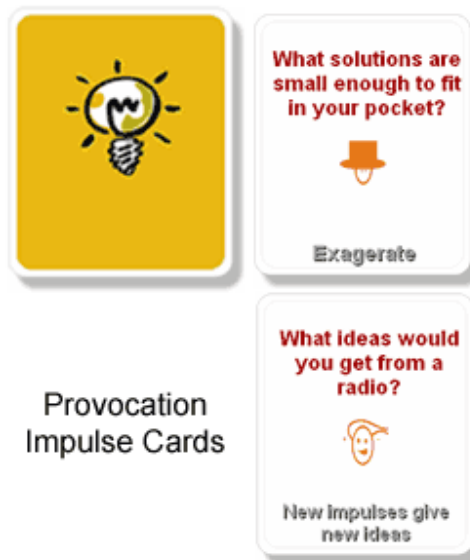 What solutions are
small enough to fit
in your pocket?
Exagerate
What ideas would
you get from a
radio?
New impulses give
new ideas
Provocation
Impulse Cards